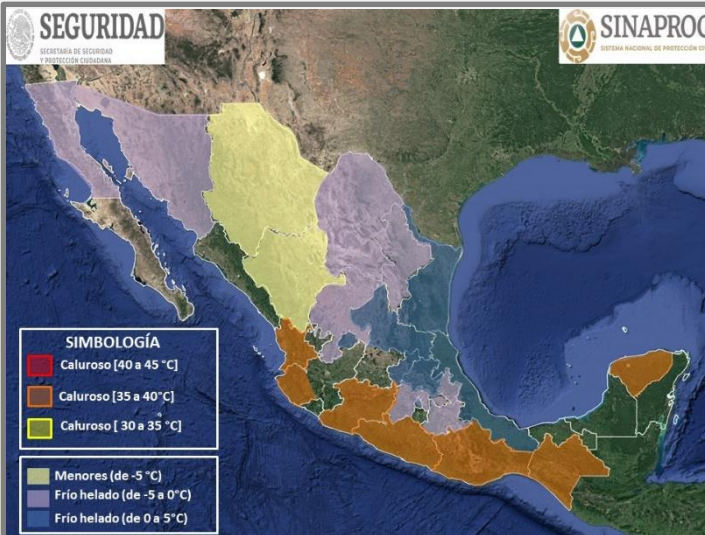 SEGURIDAD
SECRETARÍA DE SEGURIDAD
Y PROTECCIÓN CIUDADANA
SINAPROC
SISTEMA NACIONAL DE PROTECCIÓN CI
SIMBOLOGÍA
Caluroso [40 a 45 °C]
Caluroso [35 a 40°C]
Caluroso [ 30 a 35°C]
Menores (de -5 °C)
Frío helado (de -5 a 0°C)
Frío helado (de 0 a 5°C)